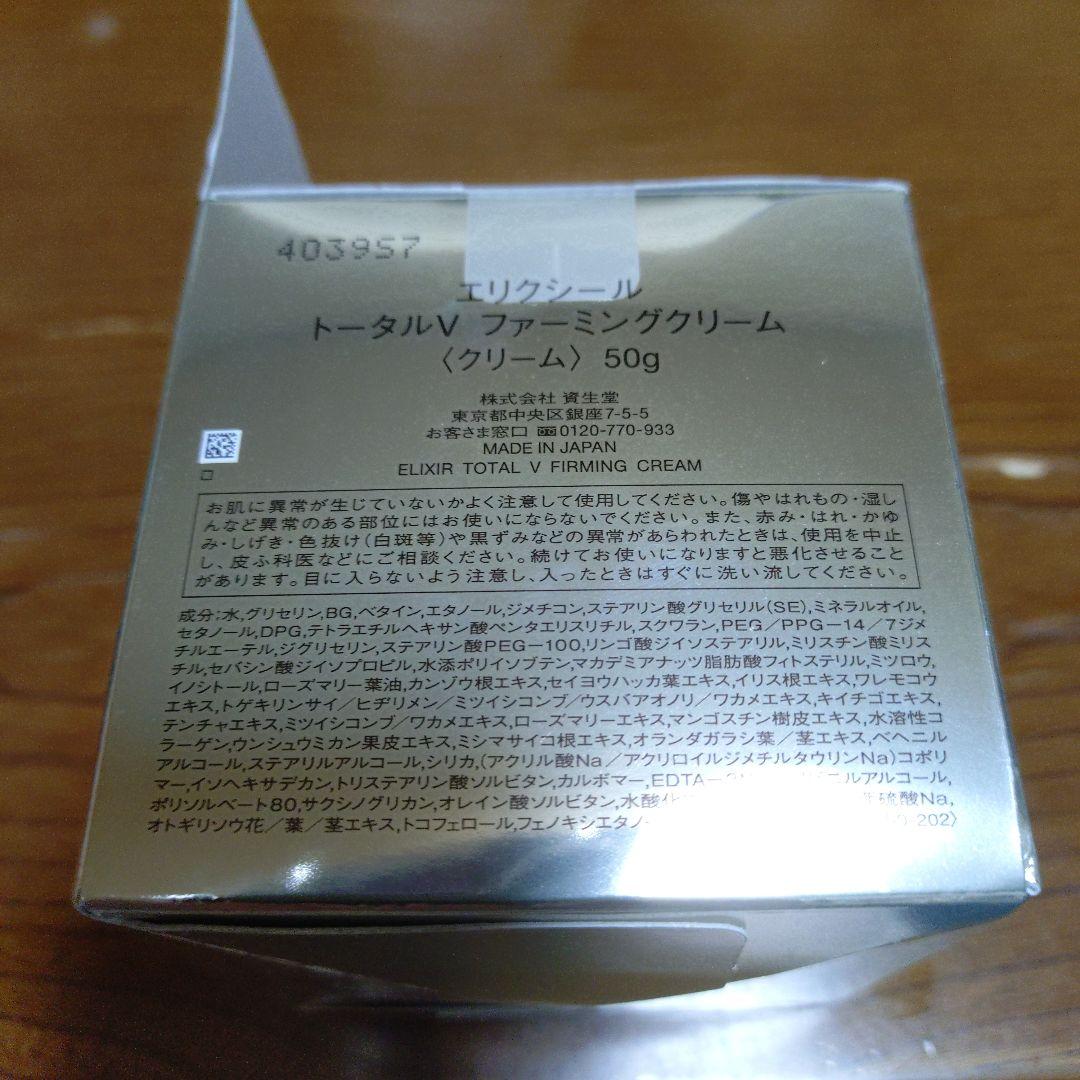 403957
エリクシール
トータルV ファーミングクリーム
〈クリーム〉 50g
株式会社 資生堂
東京都中央区銀座7-5-5
お客さま窓口 0120-770-933
MADE IN JAPAN
ELIXIR TOTAL V FIRMING CREAM
お肌に異常が生じていないかよく注意して使用してください。傷やはれもの・湿し
んなど異常のある部位にはお使いにならないでください。また、赤み・はれ・かゆ
み・しげき・色抜け(白斑等)や黒ずみなどの異常があらわれたときは、使用を中止
し、皮ふ科医などにご相談ください。続けてお使いになりますと悪化させること
があります。目に入らないよう注意し、入ったときはすぐに洗い流してください。
成分:水,グリセリン,BG,ベタイン,エタノール,ジメチコン,ステアリン酸グリセリル(SE),ミネラルオイル,
セタノール,DPG,テトラエチルヘキサン酸ペンタエリスリチル,スクワラン,PEG/PPG-14/7ジメ
チルエーテル,ジグリセリン,ステアリン酸PEG-100,リンゴ酸ジイソステアリル,ミリスチン酸ミリス
チル,セバシン酸ジイソプロピル,水添ポリイソブテン,マカデミアナッツ脂肪酸フィトステリル,ミツロウ,
イノシトール,ローズマリー葉油,カンゾウ根エキス,セイヨウハッカ葉エキス,イリス根エキス,ワレモコウ
エキス,トゲキリンサイ/ヒヂリメン/ミツイシコンブ/ウスバアオノリ/ワカメエキス,キイチゴエキス,
テンチャエキス,ミツイシコンブ/ワカメエキス,ローズマリーエキス,マンゴスチン樹皮エキス,水溶性コ
ラーゲン,ウンシュウミカン果皮エキス,ミシマサイコ根エキス,オランダガラシ葉/茎エキス,ベヘニル
アルコール,ステアリルアルコール,シリカ,(アクリル酸Na/アクリロイルジメチルタウリンNa)コポリ
マー,イソヘキサデカン,トリステアリン酸ソルビタン,カルボマー,EDTA ニルアルコール,
ポリソルベート80,サクシノグリカン,オレイン酸ソルビタン,水酸化 硫酸Na,
オトギリソウ花/葉/茎エキス,トコフェロール,フェノキシエタノ -202〉